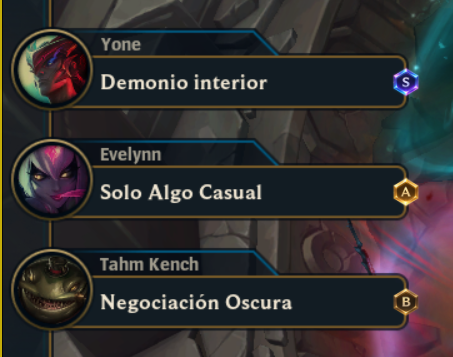 Yone
Demonio interior
S
Evelynn
Solo Algo Casual
A
Tahm Kench
Negociación Oscura
B